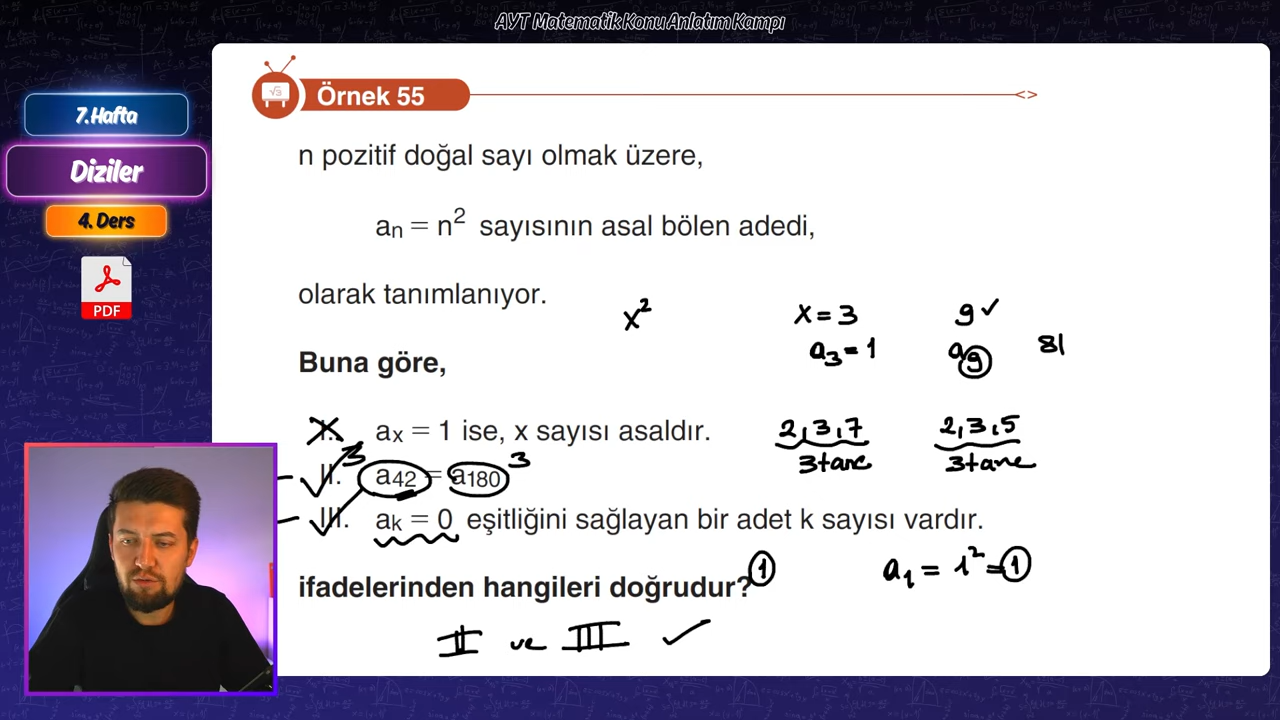 AYT Matematik Konu Anlatım Kampı
7.Hafta
Diziler
4. Ders
PDF
√3
Örnek 55
<>
n pozitif doğal sayı olmak üzere,
an = n² sayısının asal bölen adedi,
olarak tanımlanıyor.
x²
x = 3
9 ✓
a3 = 1
a9
81
Buna göre,
I. ax = 1 ise, x sayısı asaldır.
2,3,7
3tane
2,3,5
3tane
II. a42 = a180
3
3
III. ak = 0 eşitliğini sağlayan bir adet k sayısı vardır.
a1 = 1² = 1
ifadelerinden hangileri doğrudur?
1
II ve III ✓